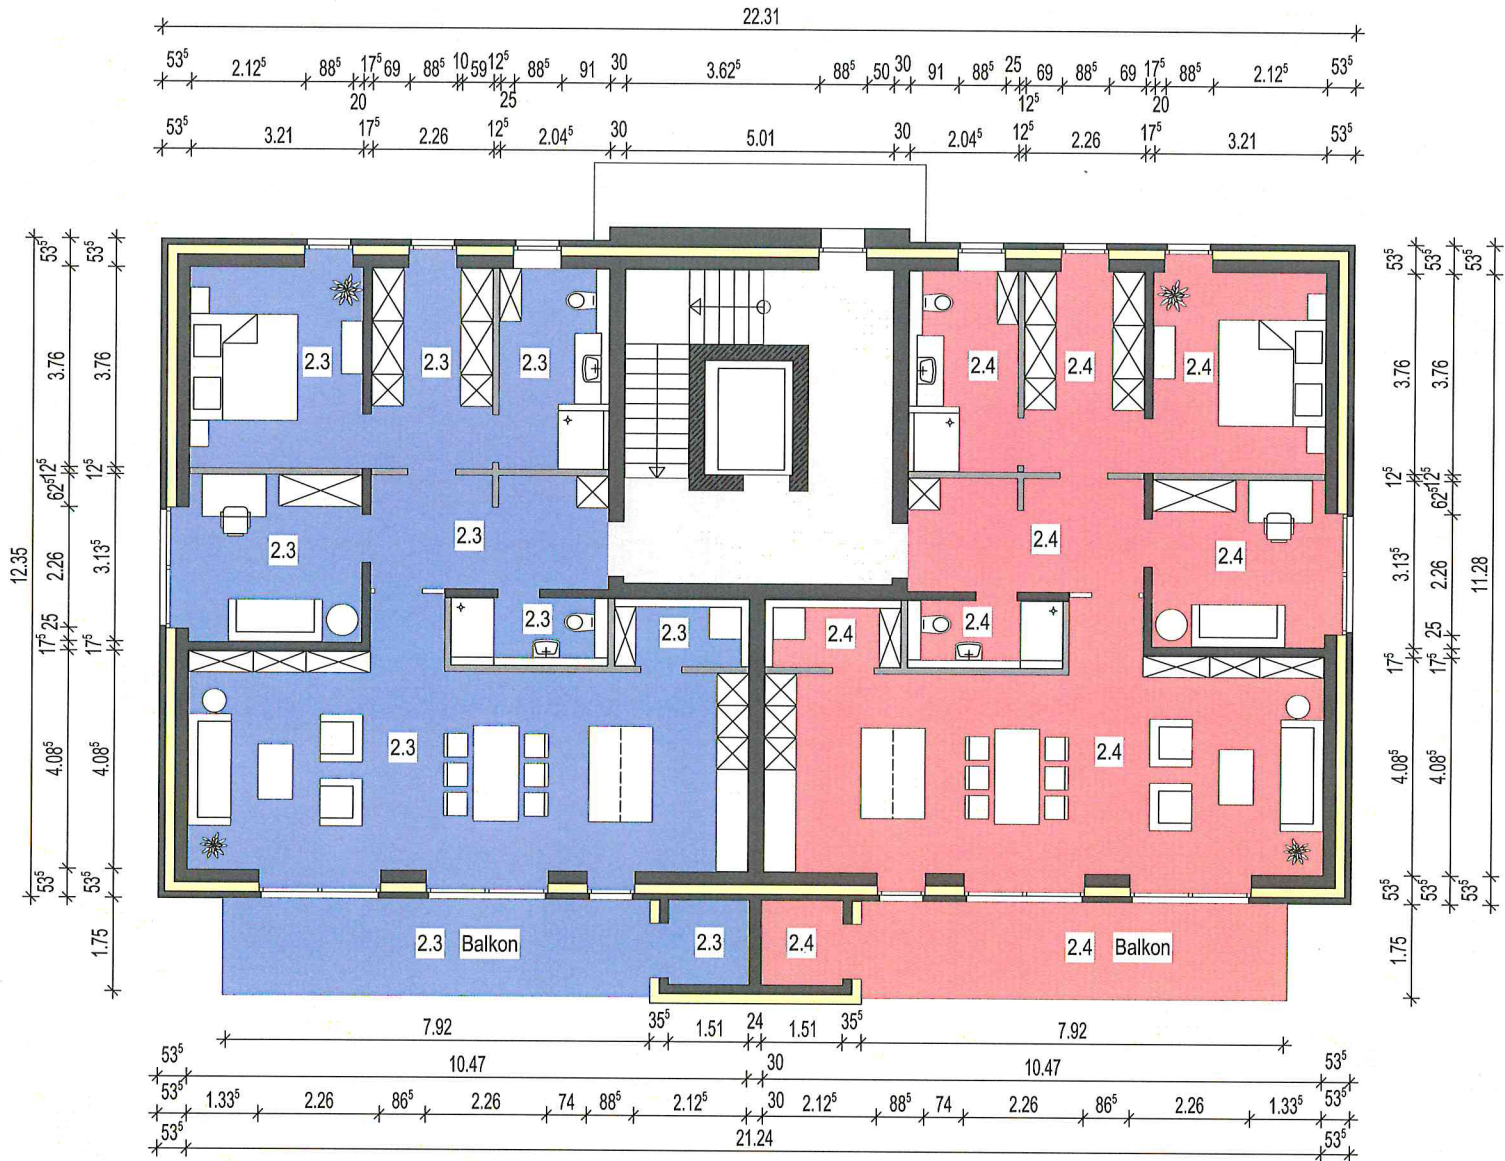 22.31
53⁵ 2.12⁵ 88⁵ 17⁵ 69 88⁵ 10 59 12⁵ 88⁵ 91 30 3.62⁵ 88⁵ 50 30 91 88⁵ 25 69 88⁵ 69 17⁵ 88⁵ 2.12⁵ 53⁵
20 25 12⁵ 20
53⁵ 3.21 17⁵ 2.26 12⁵ 2.04⁵ 30 5.01 30 2.04⁵ 12⁵ 2.26 17⁵ 3.21 53⁵
12.35
53⁵ 3.76 12⁵ 62⁵ 2.26 25 17⁵ 4.08⁵ 53⁵
53⁵ 3.76 12⁵ 3.13⁵ 17⁵ 4.08⁵ 53⁵
1.75
2.3 2.3 2.3 2.4 2.4 2.4
2.3 2.3 2.4 2.4
2.3 2.3 2.4 2.4
2.3 2.4
2.3 Balkon 2.3 2.4 2.4 Balkon
53⁵ 3.76 12⁵ 3.13⁵ 17⁵ 4.08⁵ 53⁵
1.75
53⁵ 3.76 12⁵ 62⁵ 2.26 25 17⁵ 4.08⁵ 53⁵
53⁵ 11.28 53⁵
7.92 35⁵ 1.51 24 1.51 35⁵ 7.92
53⁵ 10.47 30 10.47 53⁵
53⁵ 1.33⁵ 2.26 86⁵ 2.26 74 88⁵ 2.12⁵ 30 2.12⁵ 88⁵ 74 2.26 86⁵ 2.26 1.33⁵ 53⁵
53⁵ 21.24 53⁵